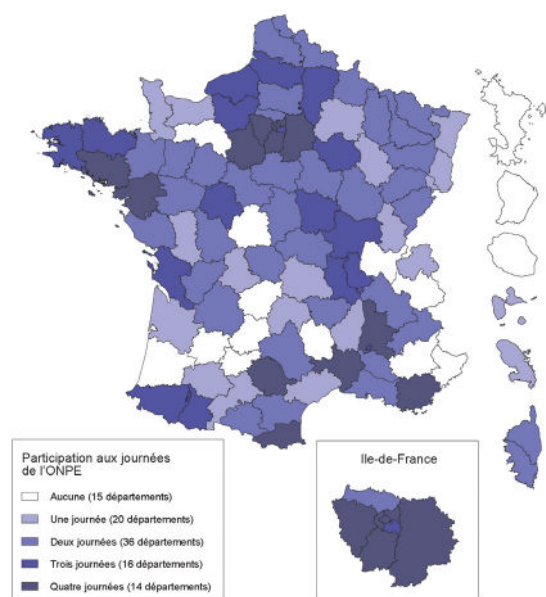 Participation aux journées
de l'ONPE
Aucune (15 départements)
Une journée (20 départements)
Deux journées (36 départements)
Trois journées (16 départements)
Quatre journées (14 départements)
Ile-de-France